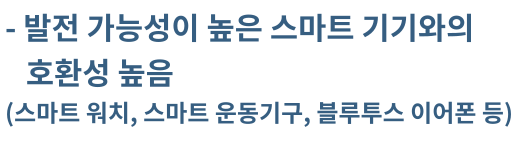 - 발전 가능성이 높은 스마트 기기와의
호환성 높음
(스마트 워치, 스마트 운동기구, 블루투스 이어폰 등)